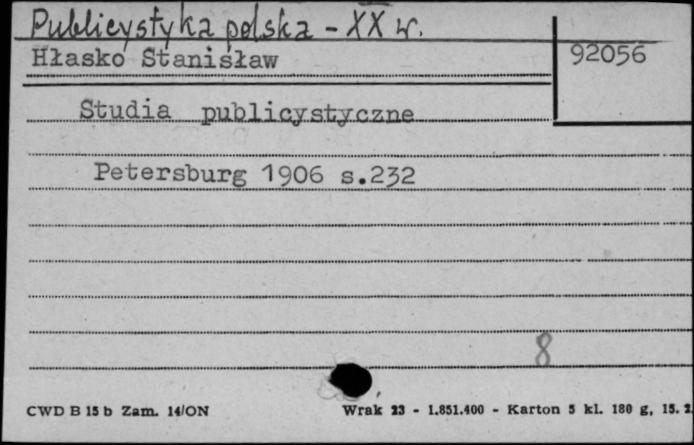 Publicystyka polska - XX w.
Hłasko Stanisław
92056
Studia publicystyczne
Petersburg 1906 s.232
8
CWD B 15 b Zam. 14/ON
Wrak 23 - 1.851.400 - Karton 5 kl. 180 g, 15. 2